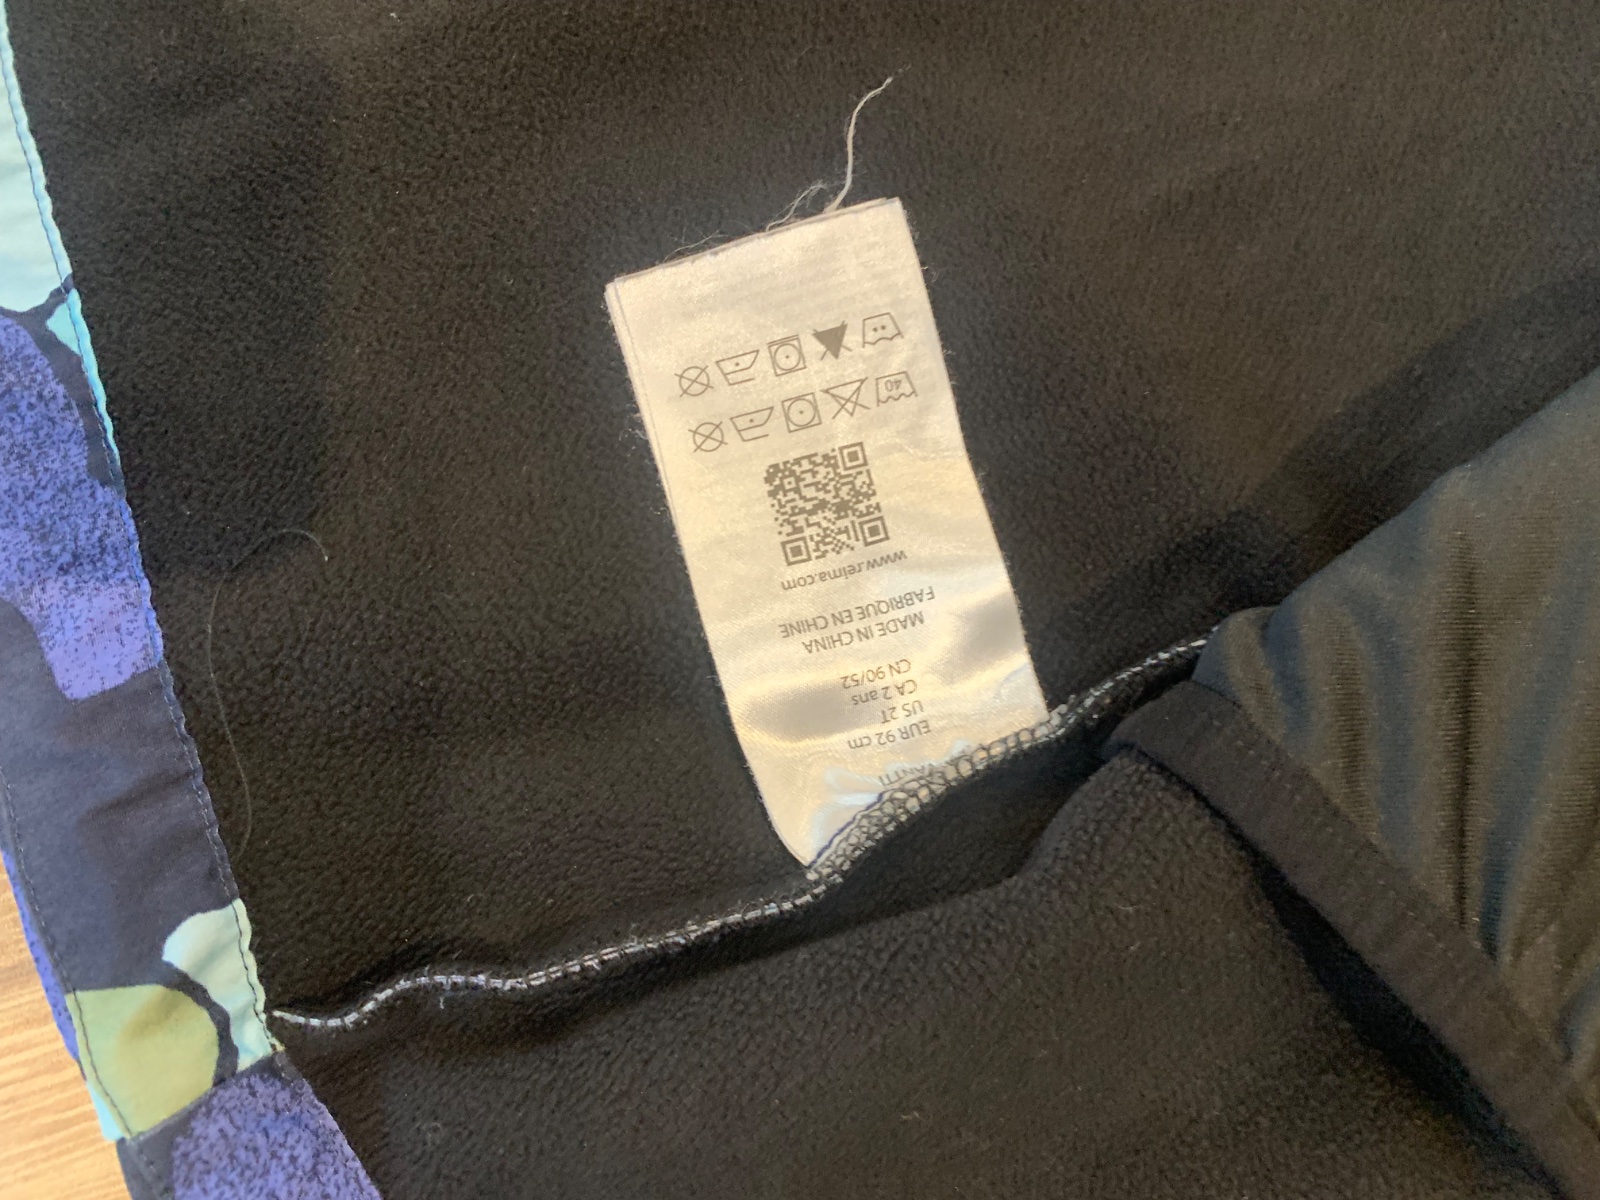 EUR 92 cm
US 2T
CA 2 ans
CN 90/52
MADE IN CHINA
FABRIQUÉ EN CHINE
www.reima.com
40